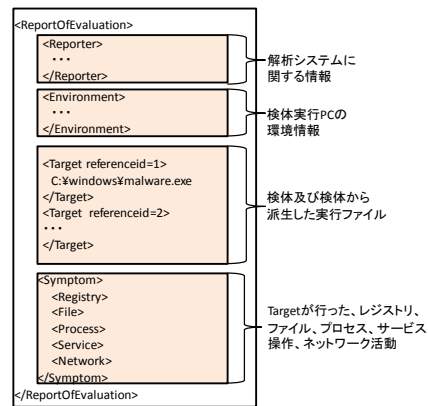 <ReportOfEvaluation>
<Reporter>
・・・
</Reporter>
解析システムに
関する情報
<Environment>
・・・
</Environment>
検体実行PCの
環境情報
<Target referenceid=1>
C:¥windows¥malware.exe
</Target>
<Target referenceid=2>
・・・
</Target>
検体及び検体から
派生した実行ファイル
<Symptom>
<Registry>
<File>
<Process>
<Service>
<Network>
</Symptom>
Targetが行った、レジストリ、
ファイル、プロセス、サービス
操作、ネットワーク活動
</ReportOfEvaluation>